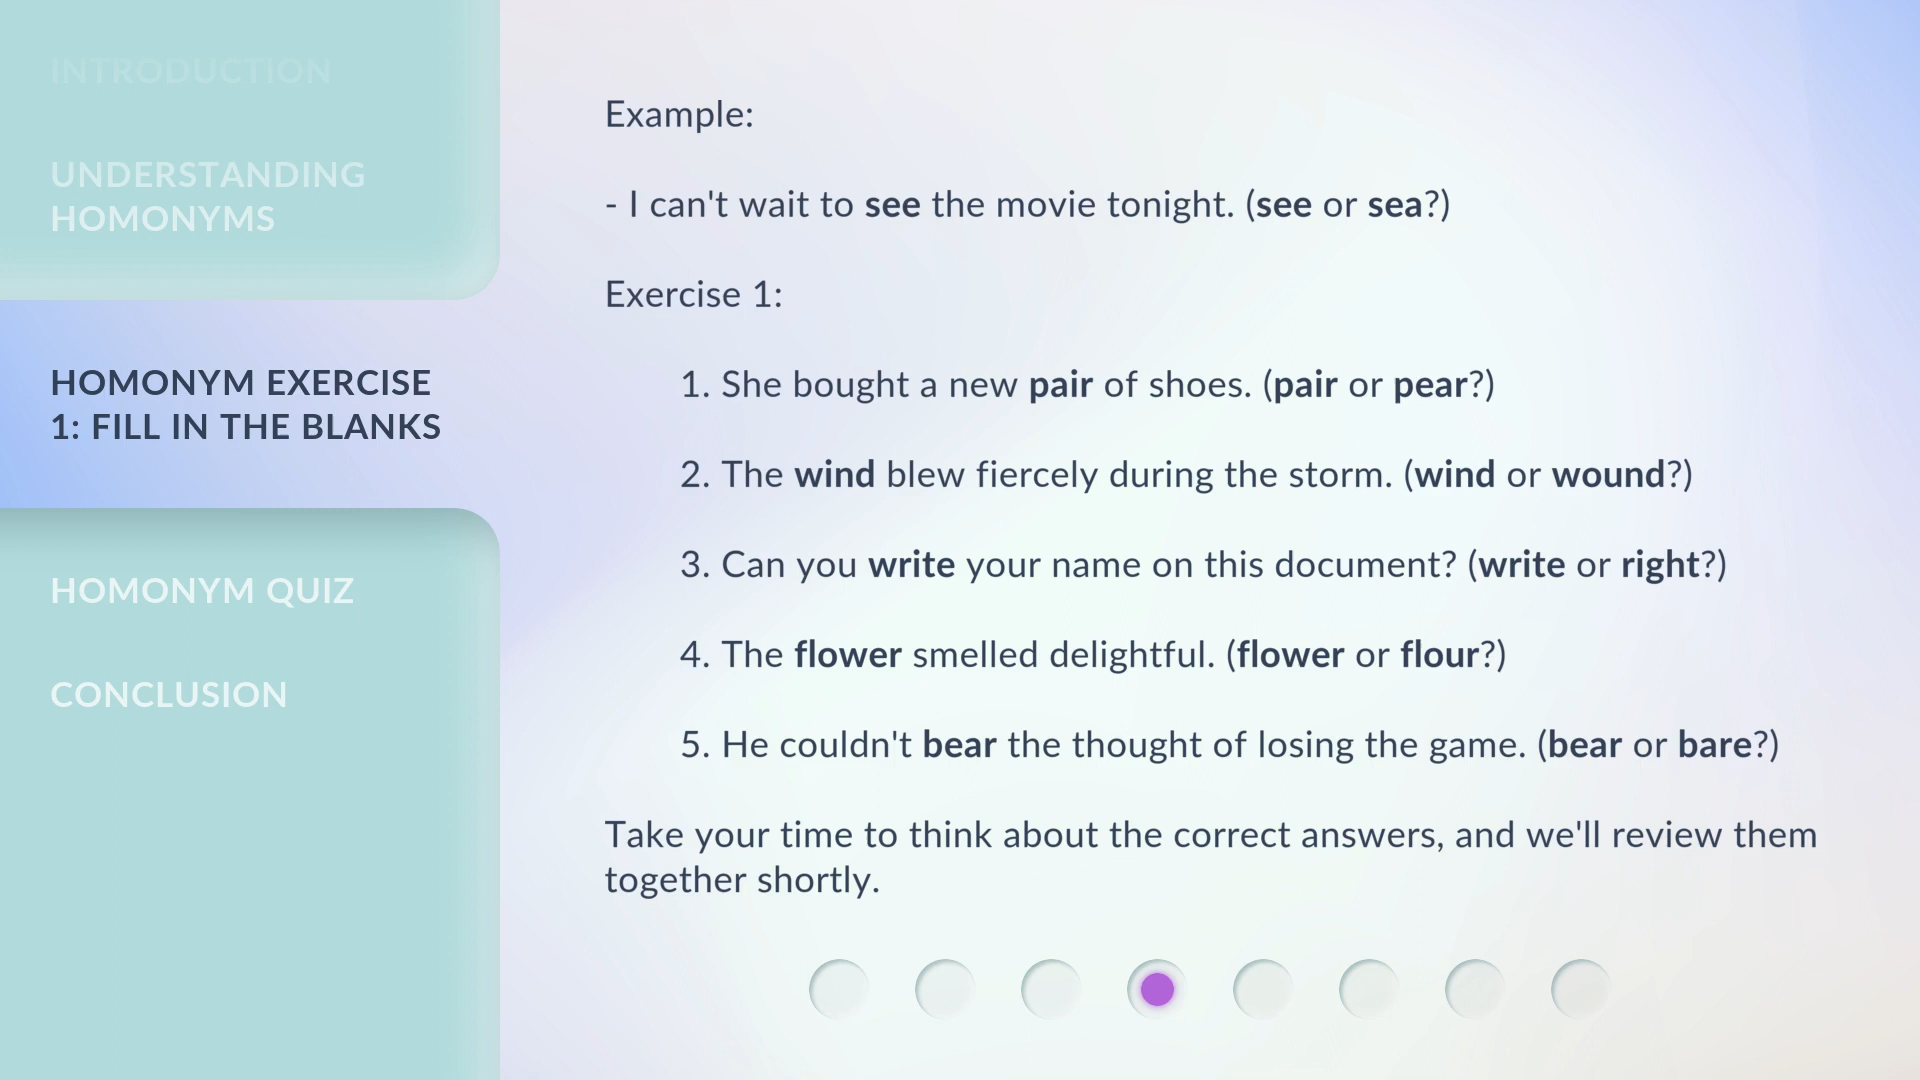 INTRODUCTION
UNDERSTANDING
HOMONYMS
HOMONYM EXERCISE
1: FILL IN THE BLANKS
HOMONYM QUIZ
CONCLUSION
Example:
- I can't wait to see the movie tonight. (see or sea?)
Exercise 1:
1. She bought a new pair of shoes. (pair or pear?)
2. The wind blew fiercely during the storm. (wind or wound?)
3. Can you write your name on this document? (write or right?)
4. The flower smelled delightful. (flower or flour?)
5. He couldn't bear the thought of losing the game. (bear or bare?)
Take your time to think about the correct answers, and we'll review them
together shortly.